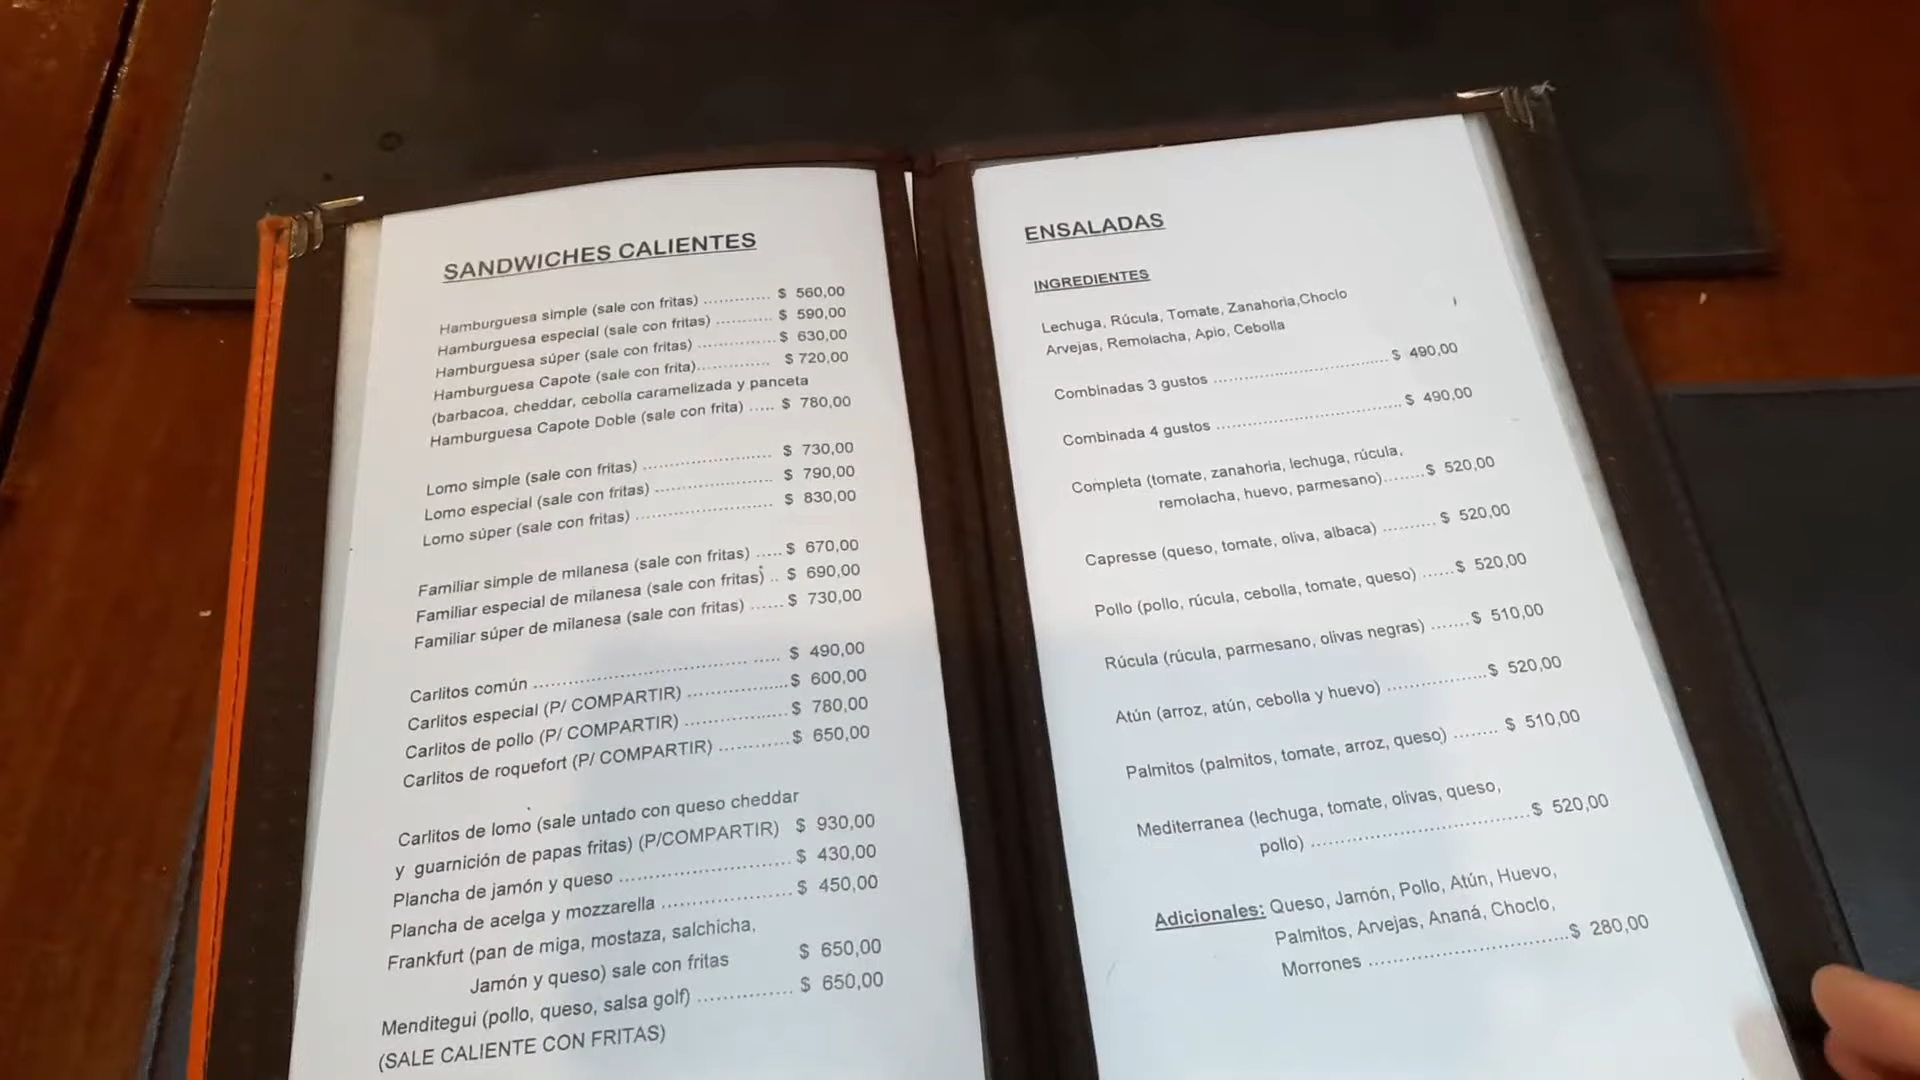 SANDWICHES CALIENTES
Hamburguesa simple (sale con fritas) ............ $ 560,00
Hamburguesa especial (sale con fritas) .......... $ 590,00
Hamburguesa súper (sale con fritas) ............. $ 630,00
Hamburguesa Capote (sale con frita)............ $ 720,00
(barbacoa, cheddar, cebolla caramelizada y panceta
Hamburguesa Capote Doble (sale con frita) ..... $ 780,00
Lomo simple (sale con fritas) ..................... $ 730,00
Lomo especial (sale con fritas) ................... $ 790,00
Lomo súper (sale con fritas) ...................... $ 830,00
Familiar simple de milanesa (sale con fritas) ..... $ 670,00
Familiar especial de milanesa (sale con fritas) .. $ 690,00
Familiar súper de milanesa (sale con fritas) ...... $ 730,00
Carlitos común ........................................ $ 490,00
Carlitos especial (P/ COMPARTIR) ................ $ 600,00
Carlitos de pollo (P/ COMPARTIR) ................ $ 780,00
Carlitos de roquefort (P/ COMPARTIR) ........... $ 650,00
Carlitos de lomo (sale untado con queso cheddar
y guarnición de papas fritas) (P/COMPARTIR) $ 930,00
Plancha de jamón y queso ........................... $ 430,00
Plancha de acelga y mozzarella .................... $ 450,00
Frankfurt (pan de miga, mostaza, salchicha,
Jamón y queso) sale con fritas $ 650,00
Menditegui (pollo, queso, salsa golf) .............. $ 650,00
(SALE CALIENTE CON FRITAS)
ENSALADAS
INGREDIENTES
Lechuga, Rúcula, Tomate, Zanahoria,Choclo
Arvejas, Remolacha, Apio, Cebolla
Combinadas 3 gustos .................................. $ 490,00
Combinada 4 gustos .................................... $ 490,00
Completa (tomate, zanahoria, lechuga, rúcula,
remolacha, huevo, parmesano)........ $ 520,00
Capresse (queso, tomate, oliva, albaca) .......... $ 520,00
Pollo (pollo, rúcula, cebolla, tomate, queso) ...... $ 520,00
Rúcula (rúcula, parmesano, olivas negras) ....... $ 510,00
Atún (arroz, atún, cebolla y huevo) ................... $ 520,00
Palmitos (palmitos, tomate, arroz, queso) ........ $ 510,00
Mediterranea (lechuga, tomate, olivas, queso,
pollo) ........................................ $ 520,00
Adicionales: Queso, Jamón, Pollo, Atún, Huevo,
Palmitos, Arvejas, Ananá, Choclo,
Morrones ..................................... $ 280,00